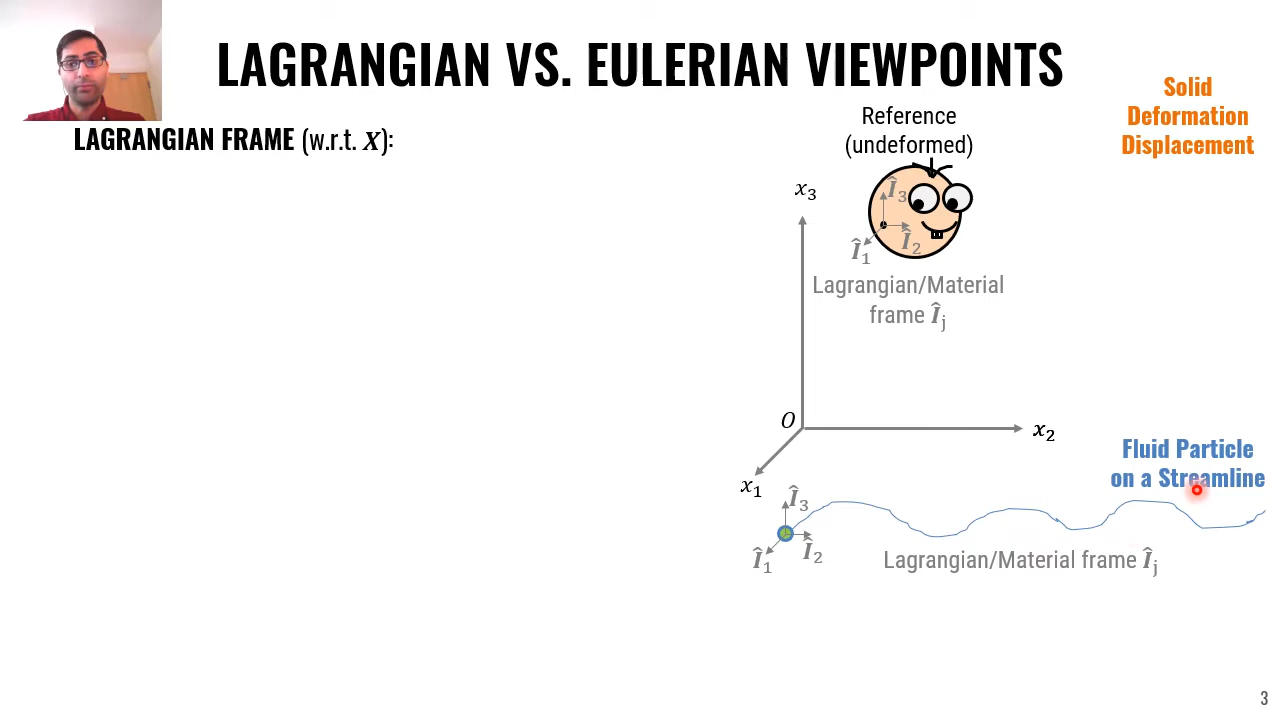 LAGRANGIAN VS. EULERIAN VIEWPOINTS
LAGRANGIAN FRAME (w.r.t. X):
Reference
(undeformed)
Solid
Deformation
Displacement
x₃
Î₃
Î₂
Î₁
Lagrangian/Material
frame Îⱼ
O
x₂
x₁
Fluid Particle
on a Streamline
Î₃
Î₂
Î₁
Lagrangian/Material frame Îⱼ
3